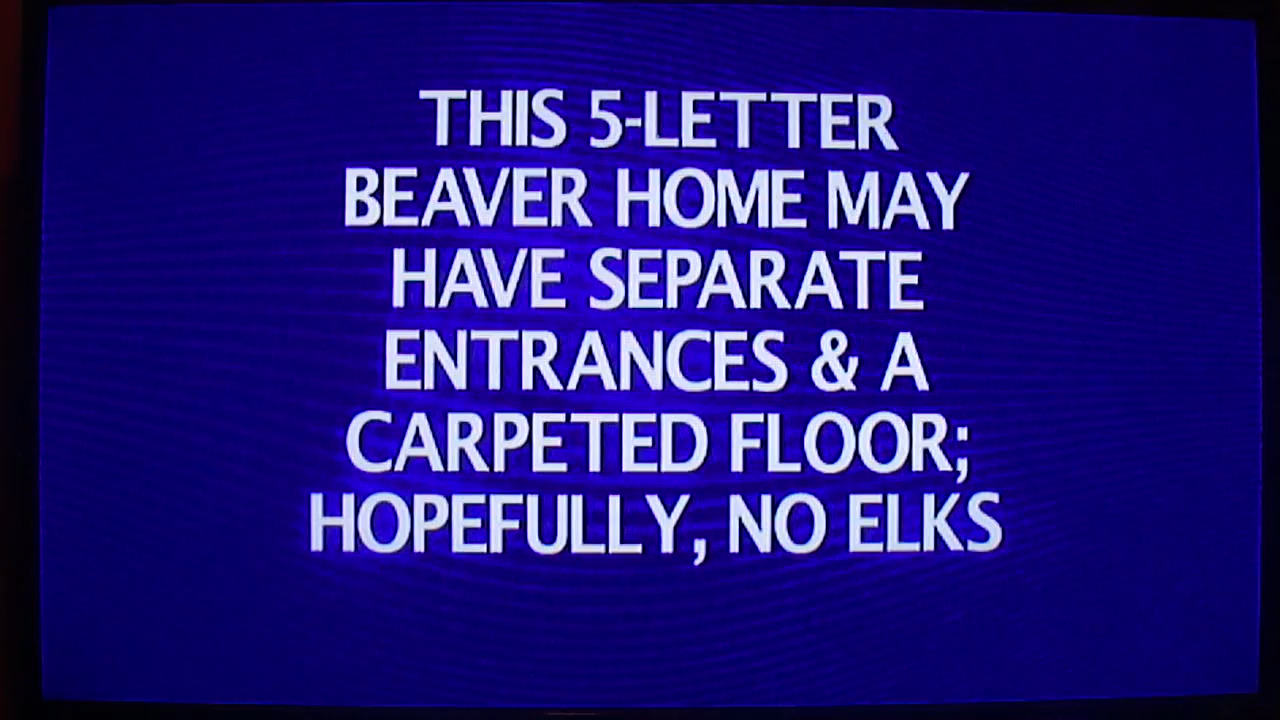 THIS 5-LETTER
BEAVER HOME MAY
HAVE SEPARATE
ENTRANCES & A
CARPETED FLOOR;
HOPEFULLY, NO ELKS